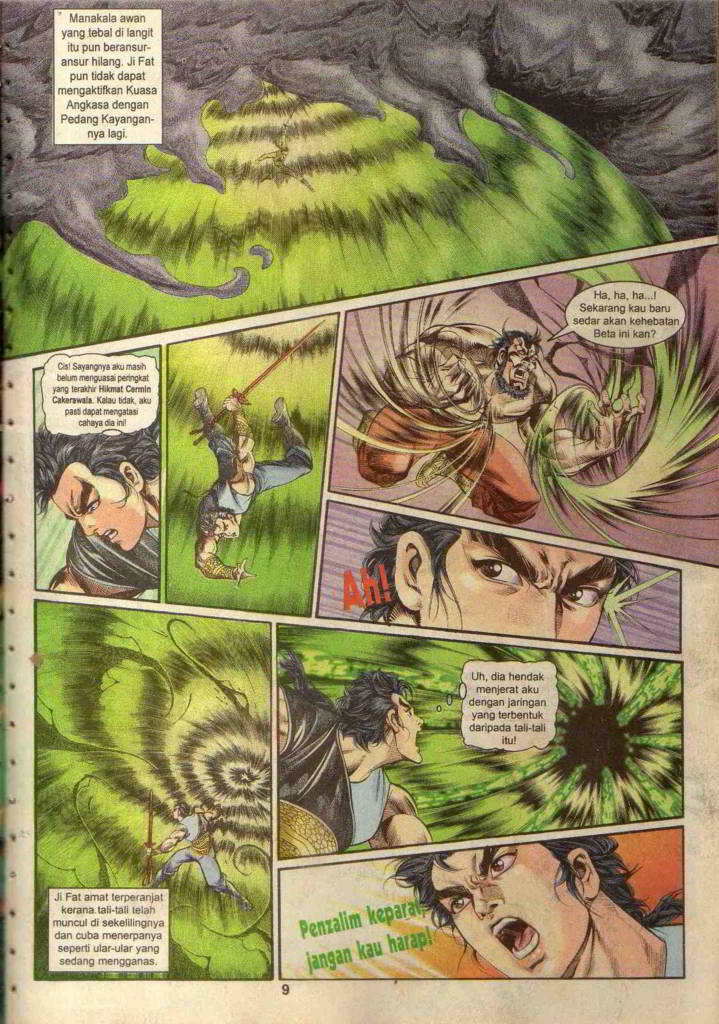 Manakala awan
yang tebal di langit
itu pun beransur-
ansur hilang. Ji Fat
pun tidak dapat
mengaktifkan Kuasa
Angkasa dengan
Pedang Kayangan-
nya lagi.
Ha, ha, ha...!
Sekarang kau baru
sedar akan kehebatan
Beta ini kan?
Cis! Sayangnya aku masih
belum menguasai peringkat
yang terakhir Hikmat Cermin
Cakerawala. Kalau tidak, aku
pasti dapat mengatasi
cahaya dia ini!
Ah!
Uh, dia hendak
menjerat aku
dengan jaringan
yang terbentuk
daripada tali-tali
itu!
Ji Fat amat terperanjat
kerana tali-tali telah
muncul di sekelilingnya
dan cuba menerpanya
seperti ular-ular yang
sedang mengganas.
Penzalim keparat,
jangan kau harap!
9